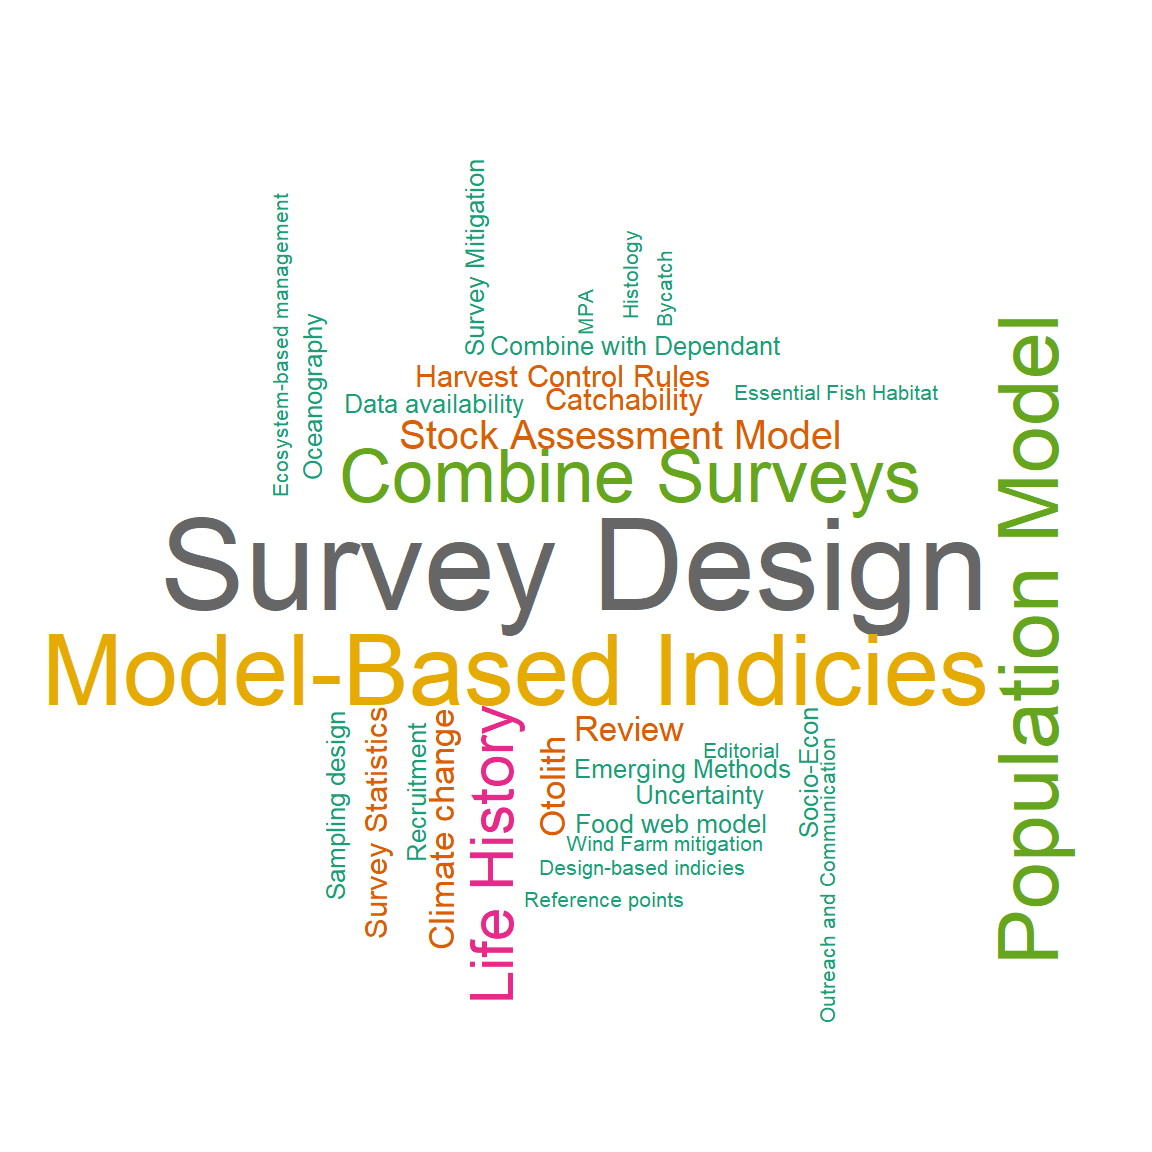 Ecosystem-based management
Oceanography
Survey Mitigation
MPA
Histology
Bycatch
Combine with Dependant
Harvest Control Rules
Data availability
Catchability
Essential Fish Habitat
Stock Assessment Model
Combine Surveys
Survey Design
Model-Based Indicies
Population Model
Sampling design
Survey Statistics
Recruitment
Climate change
Life History
Otolith
Review
Editorial
Emerging Methods
Uncertainty
Food web model
Wind Farm mitigation
Design-based indicies
Reference points
Socio-Econ
Outreach and Communication